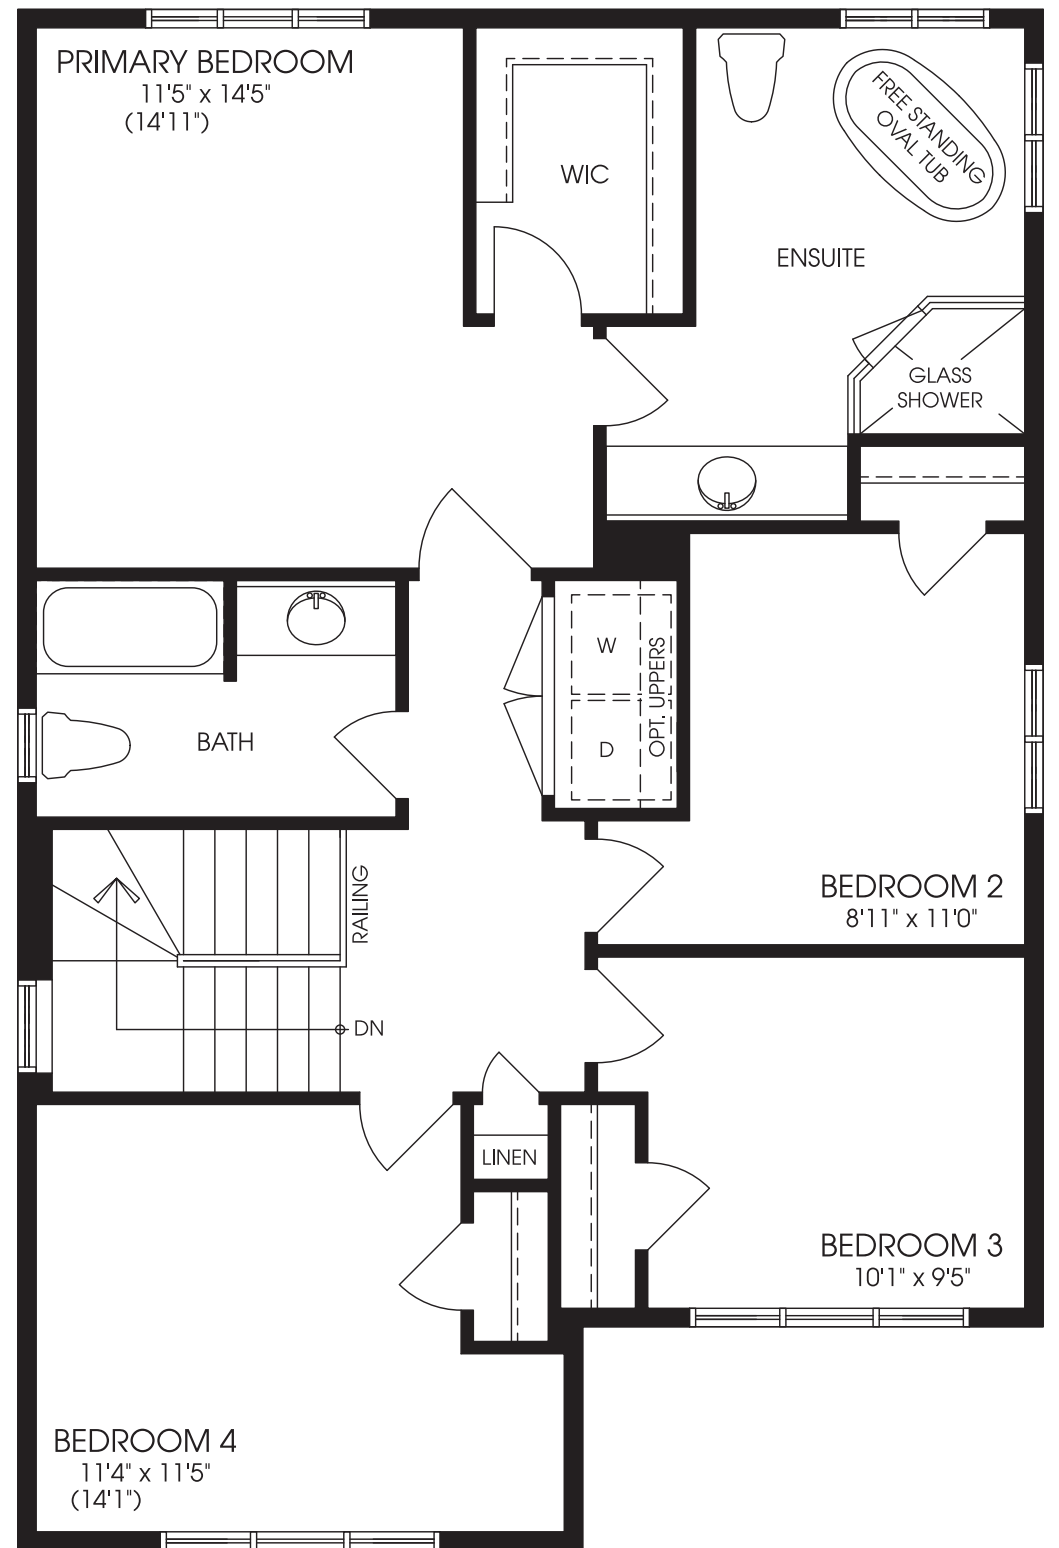 PRIMARY BEDROOM
11'5" x 14'5"
(14'11")
WIC
FREE STANDING
OVAL TUB
ENSUITE
GLASS
SHOWER
W
D
OPT. UPPERS
BATH
BEDROOM 2
8'11" x 11'0"
RAILING
DN
LINEN
BEDROOM 3
10'1" x 9'5"
BEDROOM 4
11'4" x 11'5"
(14'1")